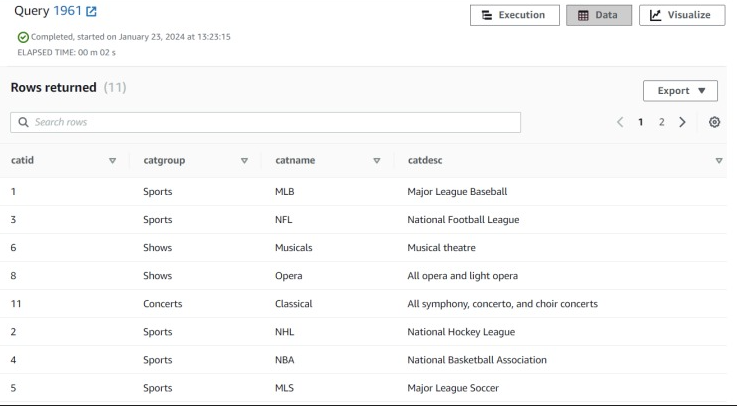 Query 1961
Execution
Data
Visualize
Completed, started on January 23, 2024 at 13:23:15
ELAPSED TIME: 00 m 02 s
Rows returned (11)
Export
Search rows
1 2
catid catgroup catname catdesc
1 Sports MLB Major League Baseball
3 Sports NFL National Football League
6 Shows Musicals Musical theatre
8 Shows Opera All opera and light opera
11 Concerts Classical All symphony, concerto, and choir concerts
2 Sports NHL National Hockey League
4 Sports NBA National Basketball Association
5 Sports MLS Major League Soccer